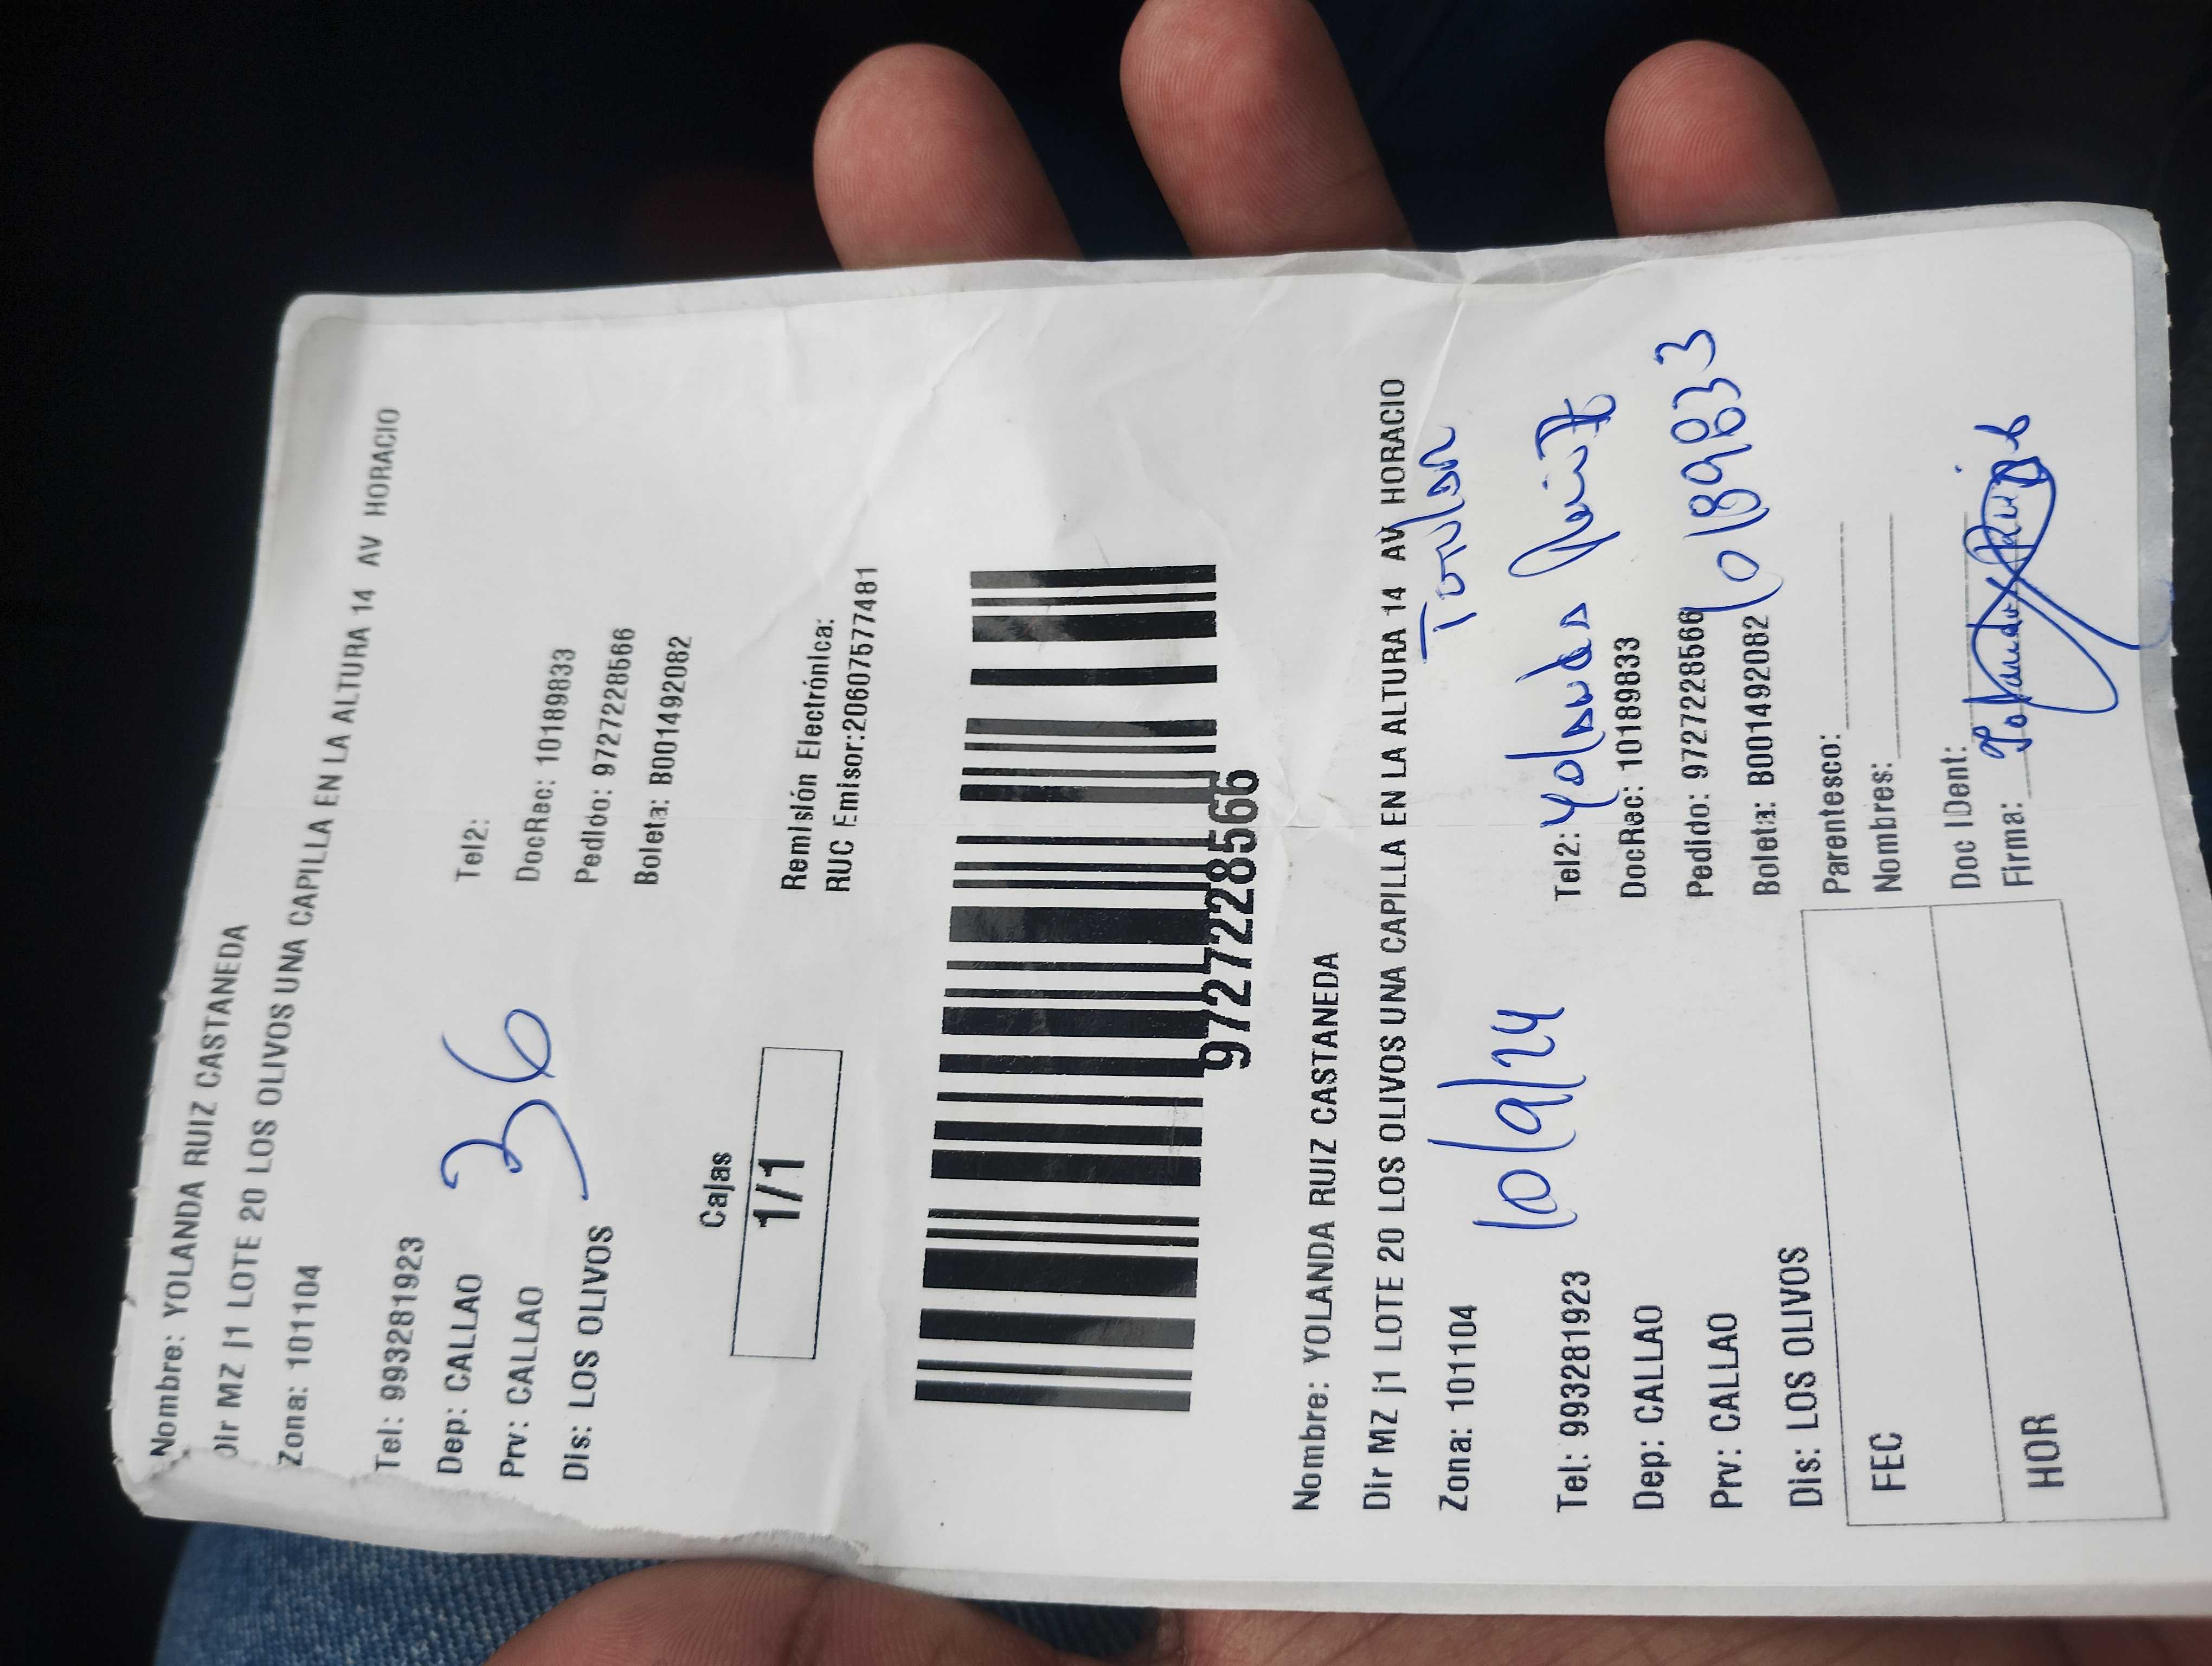 Nombre: YOLANDA RUIZ CASTANEDA
Dir MZ j1 LOTE 20 LOS OLIVOS UNA CAPILLA EN LA ALTURA 14 AV HORACIO
Zona: 101104
Tel: 993281923 Tel2:
Dep: CALLAO DocRec: 10189833
Prv: CALLAO Pedido: 9727228566
Dis: LOS OLIVOS Boleta: B001492082
36
Cajas
1/1
Remisión Electrónica:
RUC Emisor:20607577481
9727228566
Nombre: YOLANDA RUIZ CASTANEDA
Dir MZ j1 LOTE 20 LOS OLIVOS UNA CAPILLA EN LA ALTURA 14 AV HORACIO
Zona: 101104 Titular
10/9/24
Tel: 993281923 Tel2: Yolanda Ruiz
Dep: CALLAO DocRec: 10189833
Prv: CALLAO Pedido: 9727228566 10189833
Dis: LOS OLIVOS Boleta: B001492082
FEC Parentesco:
Nombres:
HOR Doc IDent:
Firma: